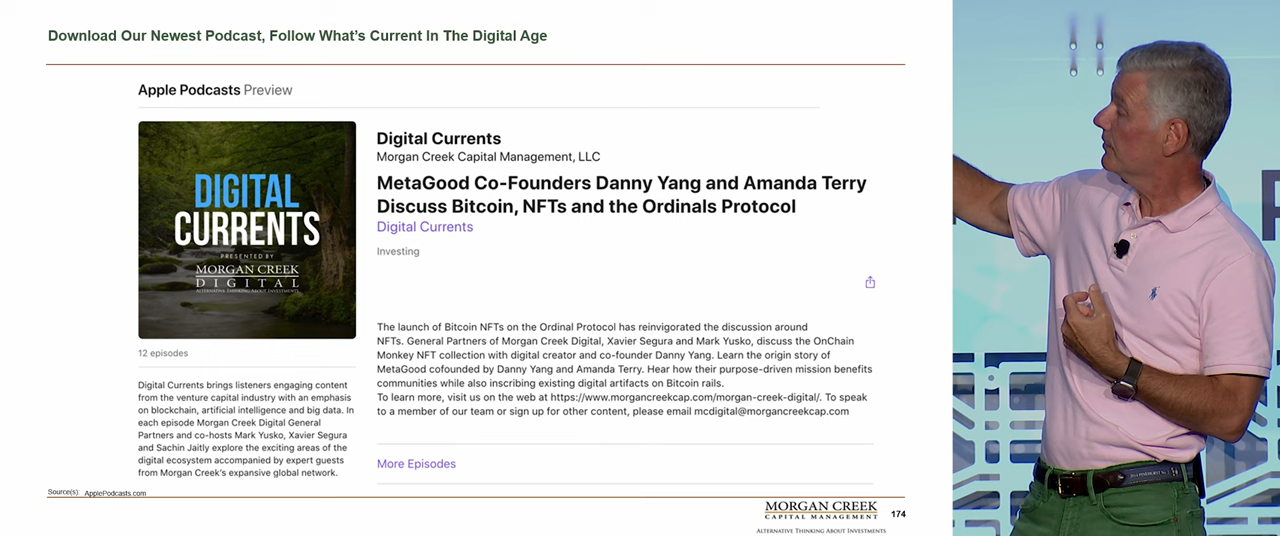 Download Our Newest Podcast, Follow What's Current In The Digital Age
Apple Podcasts Preview
DIGITAL
CURRENTS
PRESENTED BY
MORGAN CREEK
DIGITAL
ALTERNATIVE THINKING ABOUT INVESTMENTS
12 episodes
Digital Currents brings listeners engaging content
from the venture capital industry with an emphasis
on blockchain, artificial intelligence and big data. In
each episode Morgan Creek Digital General
Partners and co-hosts Mark Yusko, Xavier Segura
and Sachin Jaitly explore the exciting areas of the
digital ecosystem accompanied by expert guests
from Morgan Creek's expansive global network.
Digital Currents
Morgan Creek Capital Management, LLC
MetaGood Co-Founders Danny Yang and Amanda Terry
Discuss Bitcoin, NFTs and the Ordinals Protocol
Digital Currents
Investing
The launch of Bitcoin NFTs on the Ordinal Protocol has reinvigorated the discussion around
NFTs. General Partners of Morgan Creek Digital, Xavier Segura and Mark Yusko, discuss the OnChain
Monkey NFT collection with digital creator and co-founder Danny Yang. Learn the origin story of
MetaGood cofounded by Danny Yang and Amanda Terry. Hear how their purpose-driven mission benefits
communities while also inscribing existing digital artifacts on Bitcoin rails.
To learn more, visit us on the web at https://www.morgancreekcap.com/morgan-creek-digital/. To speak
to a member of our team or sign up for other content, please email mcdigital@morgancreekcap.com
More Episodes
Source(s): ApplePodcasts.com
MORGAN CREEK
CAPITAL MANAGEMENT
ALTERNATIVE THINKING ABOUT INVESTMENTS
174